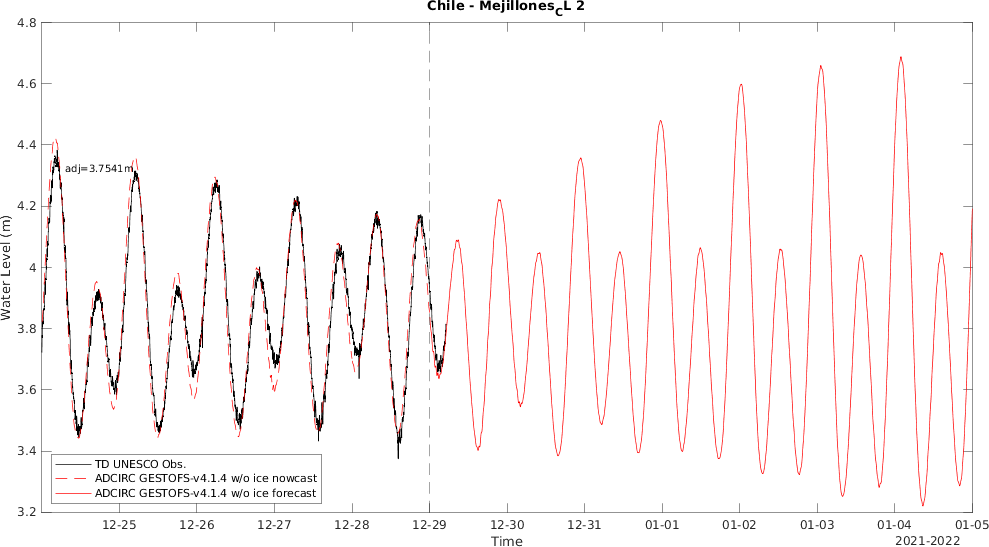 Chile - Mejillones_CL 2
4.8
4.6
4.4
4.2
4
3.8
3.6
3.4
3.2
Water Level (m)
adj=3.7541m
TD UNESCO Obs.
ADCIRC GESTOFS-v4.1.4 w/o ice nowcast
ADCIRC GESTOFS-v4.1.4 w/o ice forecast
12-25 12-26 12-27 12-28 12-29 12-30 12-31 01-01 01-02 01-03 01-04 01-05
Time
2021-2022